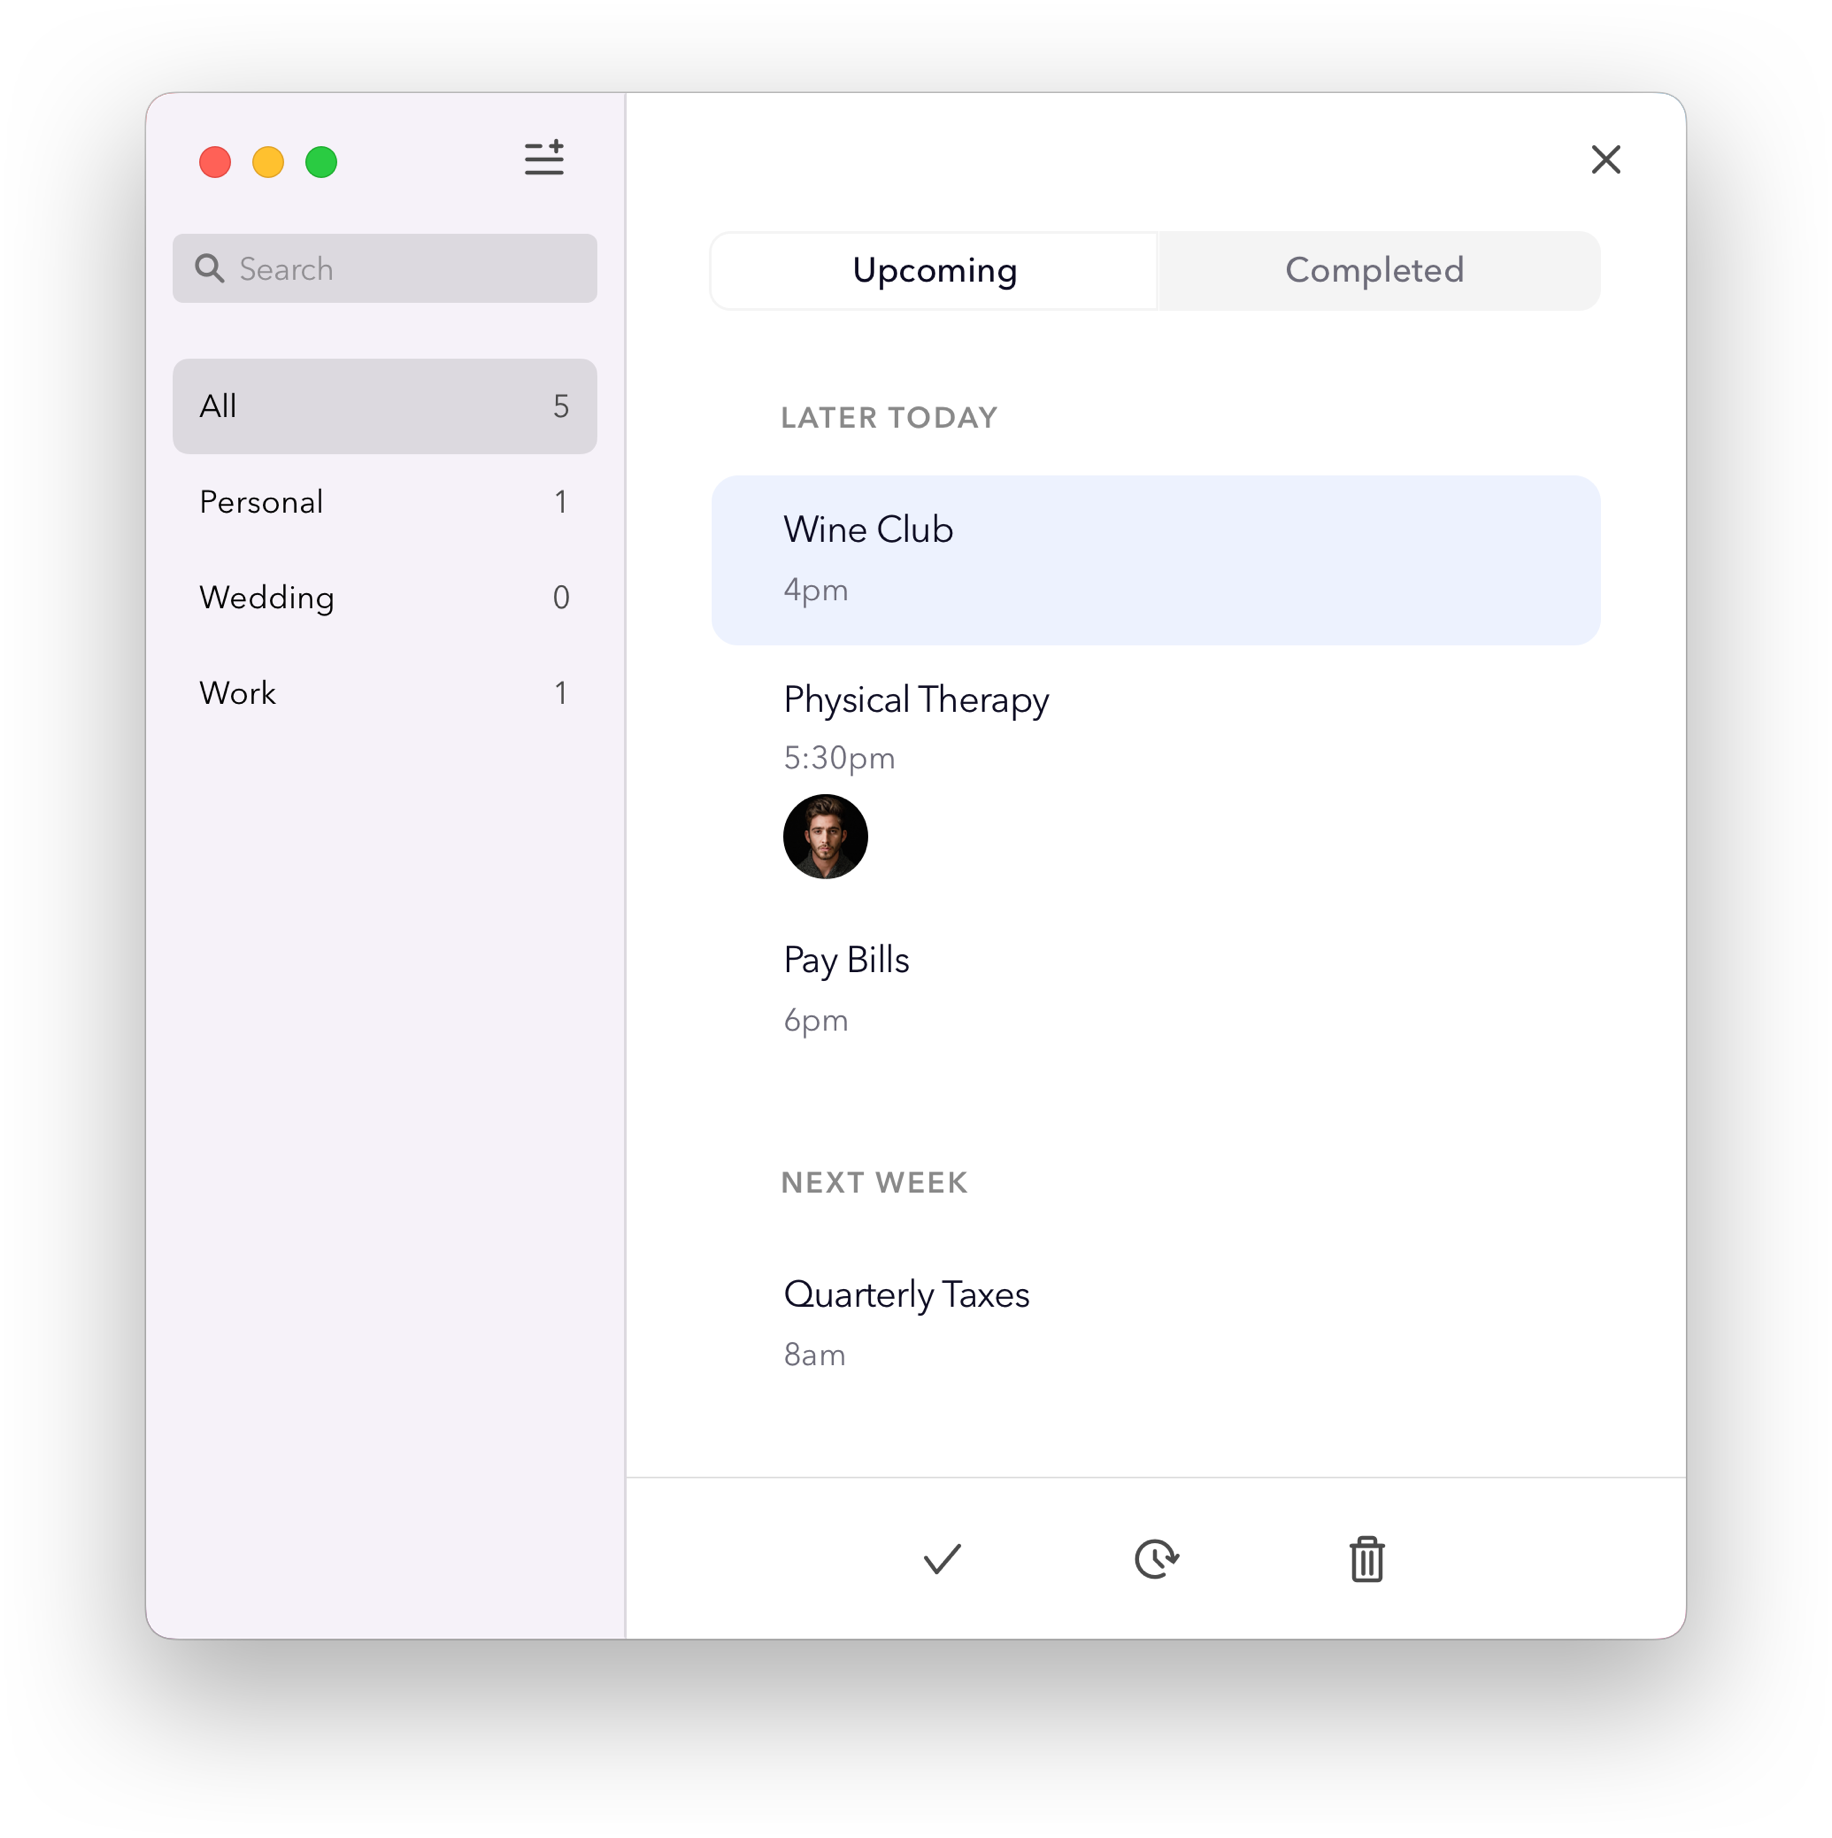 Search
All 5
Personal 1
Wedding 0
Work 1
Upcoming Completed
LATER TODAY
Wine Club
4pm
Physical Therapy
5:30pm
Pay Bills
6pm
NEXT WEEK
Quarterly Taxes
8am